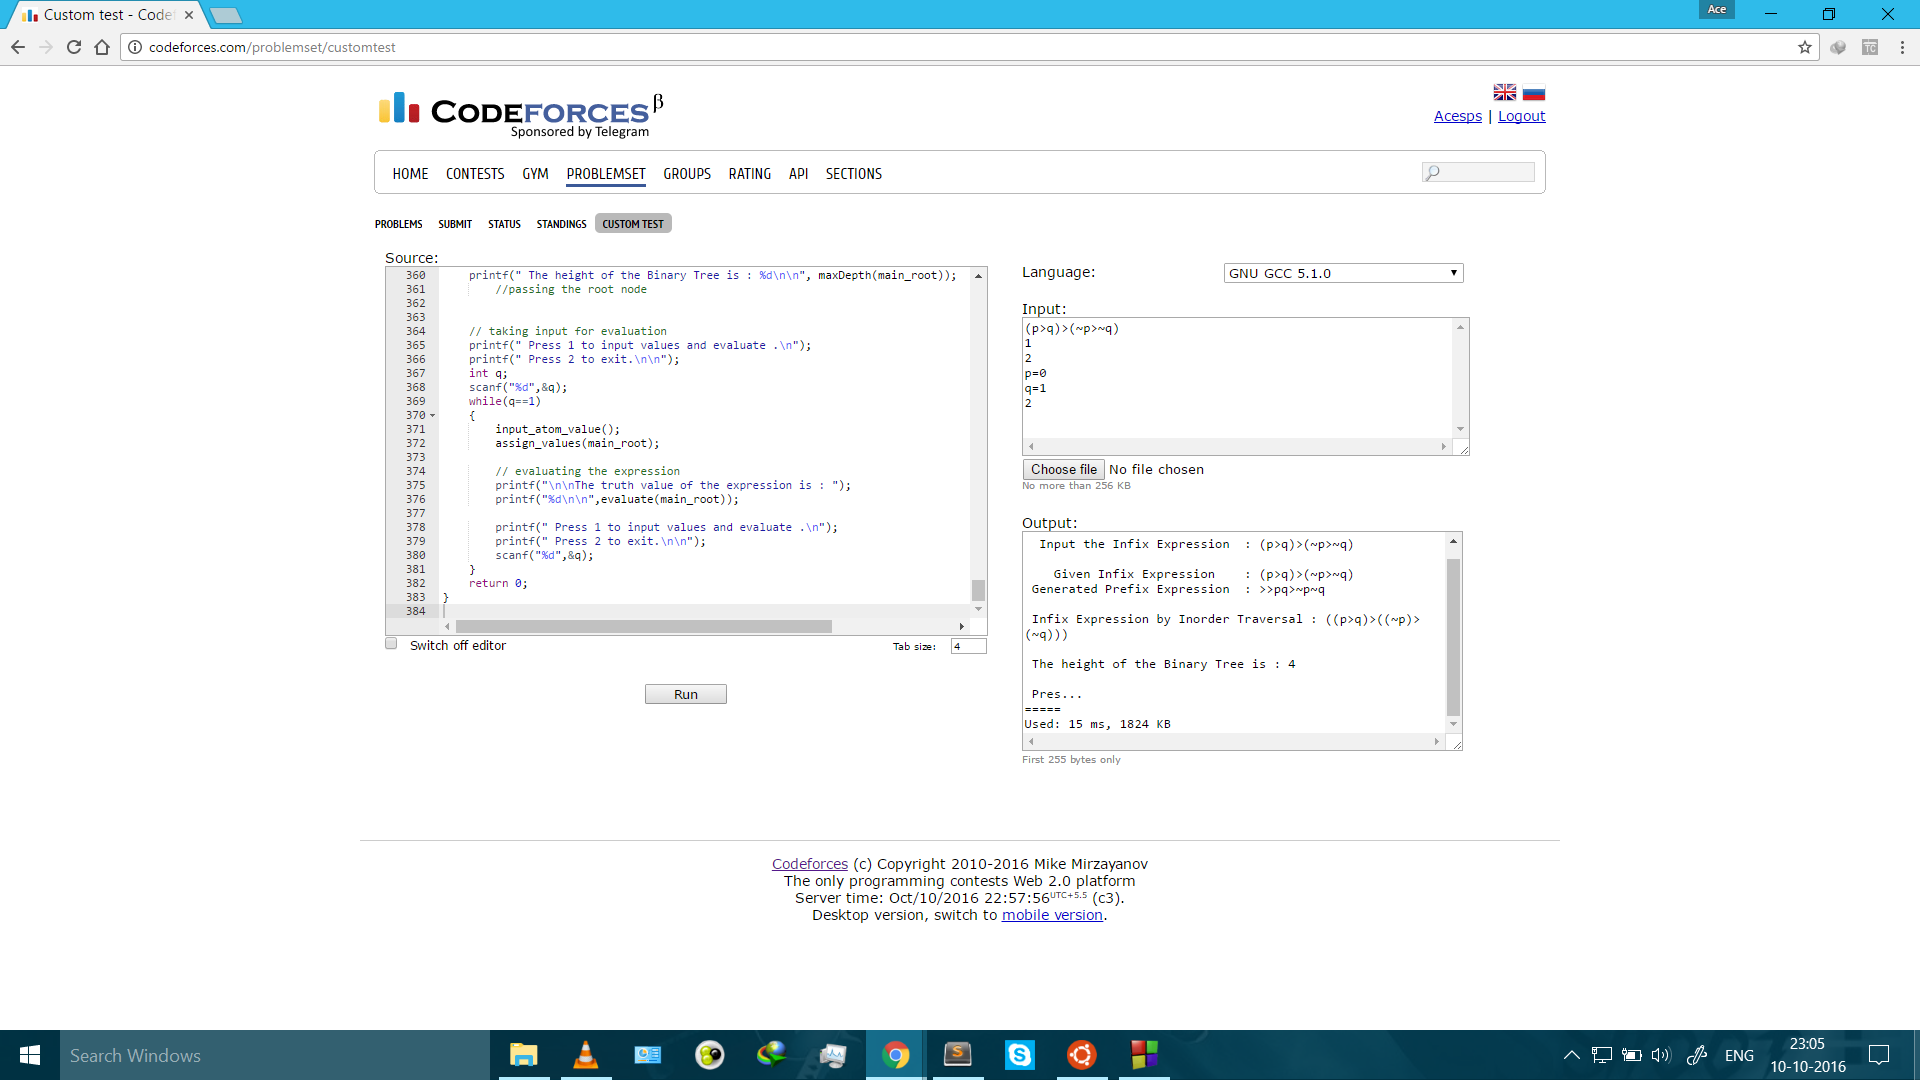 Custom test - Codef
Ace
codeforces.com/problemset/customtest
TC
CODEFORCES β
Sponsored by Telegram
Acesps | Logout
HOME CONTESTS GYM PROBLEMSET GROUPS RATING API SECTIONS
PROBLEMS SUBMIT STATUS STANDINGS CUSTOM TEST
Source:
360 printf(" The height of the Binary Tree is : %d\n\n", maxDepth(main_root));
361 //passing the root node
362
363
364 // taking input for evaluation
365 printf(" Press 1 to input values and evaluate .\n");
366 printf(" Press 2 to exit.\n\n");
367 int q;
368 scanf("%d",&q);
369 while(q==1)
370 {
371 input_atom_value();
372 assign_values(main_root);
373
374 // evaluating the expression
375 printf("\n\nThe truth value of the expression is : ");
376 printf("%d\n\n",evaluate(main_root));
377
378 printf(" Press 1 to input values and evaluate .\n");
379 printf(" Press 2 to exit.\n\n");
380 scanf("%d",&q);
381 }
382 return 0;
383 }
384
Switch off editor
Tab size: 4
Run
Language: GNU GCC 5.1.0
Input:
(p>q)>(~p>~q)
1
2
p=0
q=1
2
Choose file No file chosen
No more than 256 KB
Output:
Input the Infix Expression : (p>q)>(~p>~q)
Given Infix Expression : (p>q)>(~p>~q)
Generated Prefix Expression : >>pq>~p~q
Infix Expression by Inorder Traversal : ((p>q)>((~p)>
(~q)))
The height of the Binary Tree is : 4
Pres...
=====
Used: 15 ms, 1824 KB
First 255 bytes only
Codeforces (c) Copyright 2010-2016 Mike Mirzayanov
The only programming contests Web 2.0 platform
Server time: Oct/10/2016 22:57:56UTC+5.5 (c3).
Desktop version, switch to mobile version.
Search Windows
ENG
23:05
10-10-2016